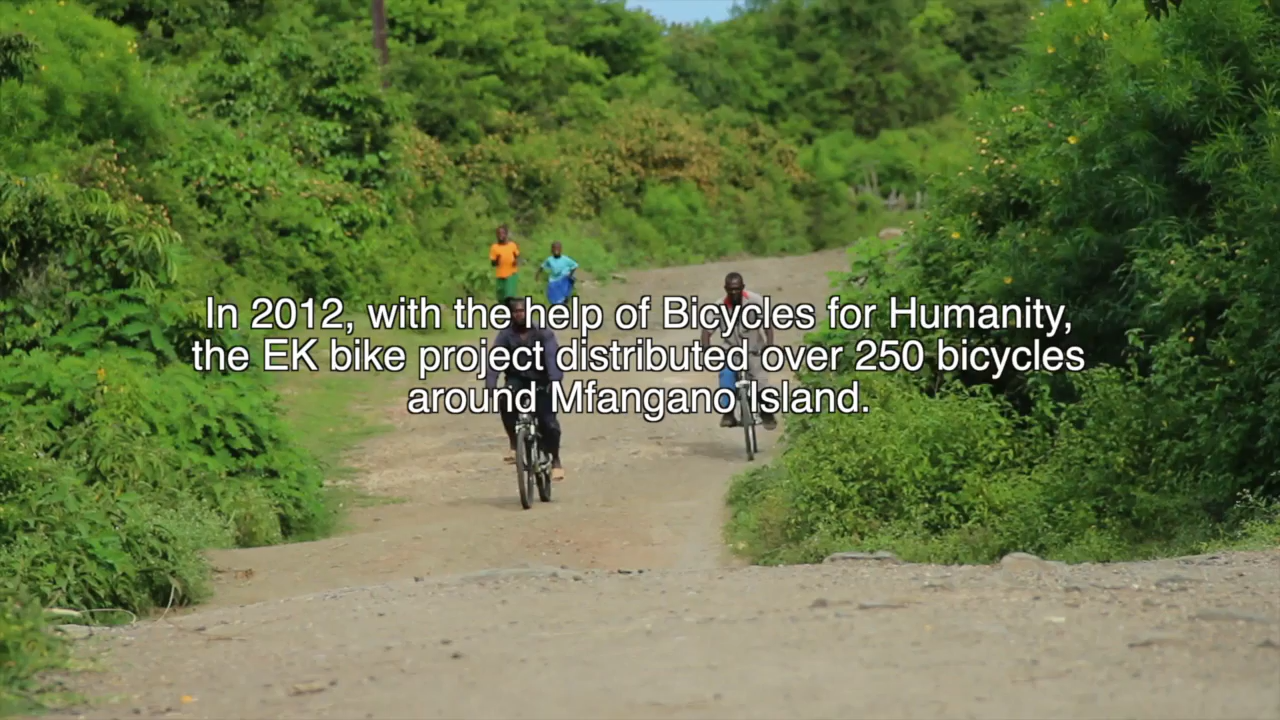 In 2012, with the help of Bicycles for Humanity,
the EK bike project distributed over 250 bicycles
around Mfangano Island.